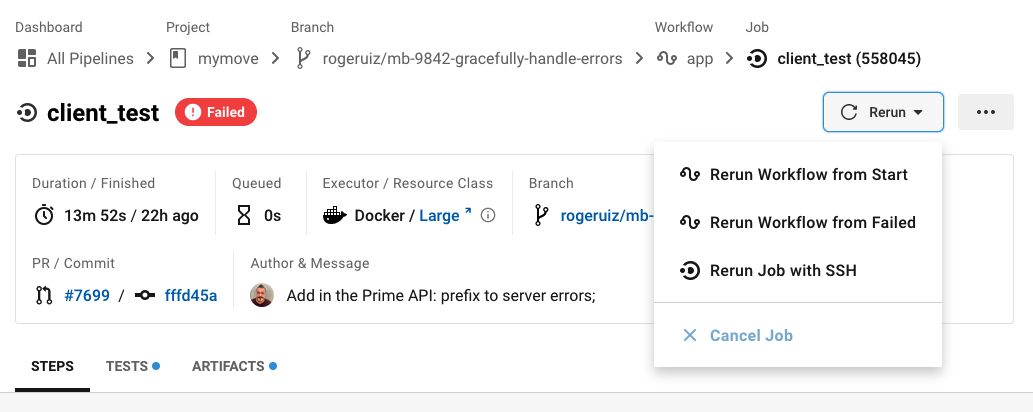 Dashboard Project Branch Workflow Job
All Pipelines mymove rogeruiz/mb-9842-gracefully-handle-errors app client_test (558045)
client_test Failed Rerun ...
Rerun Workflow from Start
Rerun Workflow from Failed
Rerun Job with SSH
Cancel Job
Duration / Finished Queued Executor / Resource Class Branch
13m 52s / 22h ago 0s Docker / Large rogeruiz/mb-
PR / Commit Author & Message
#7699 / fffd45a Add in the Prime API: prefix to server errors;
STEPS TESTS ARTIFACTS